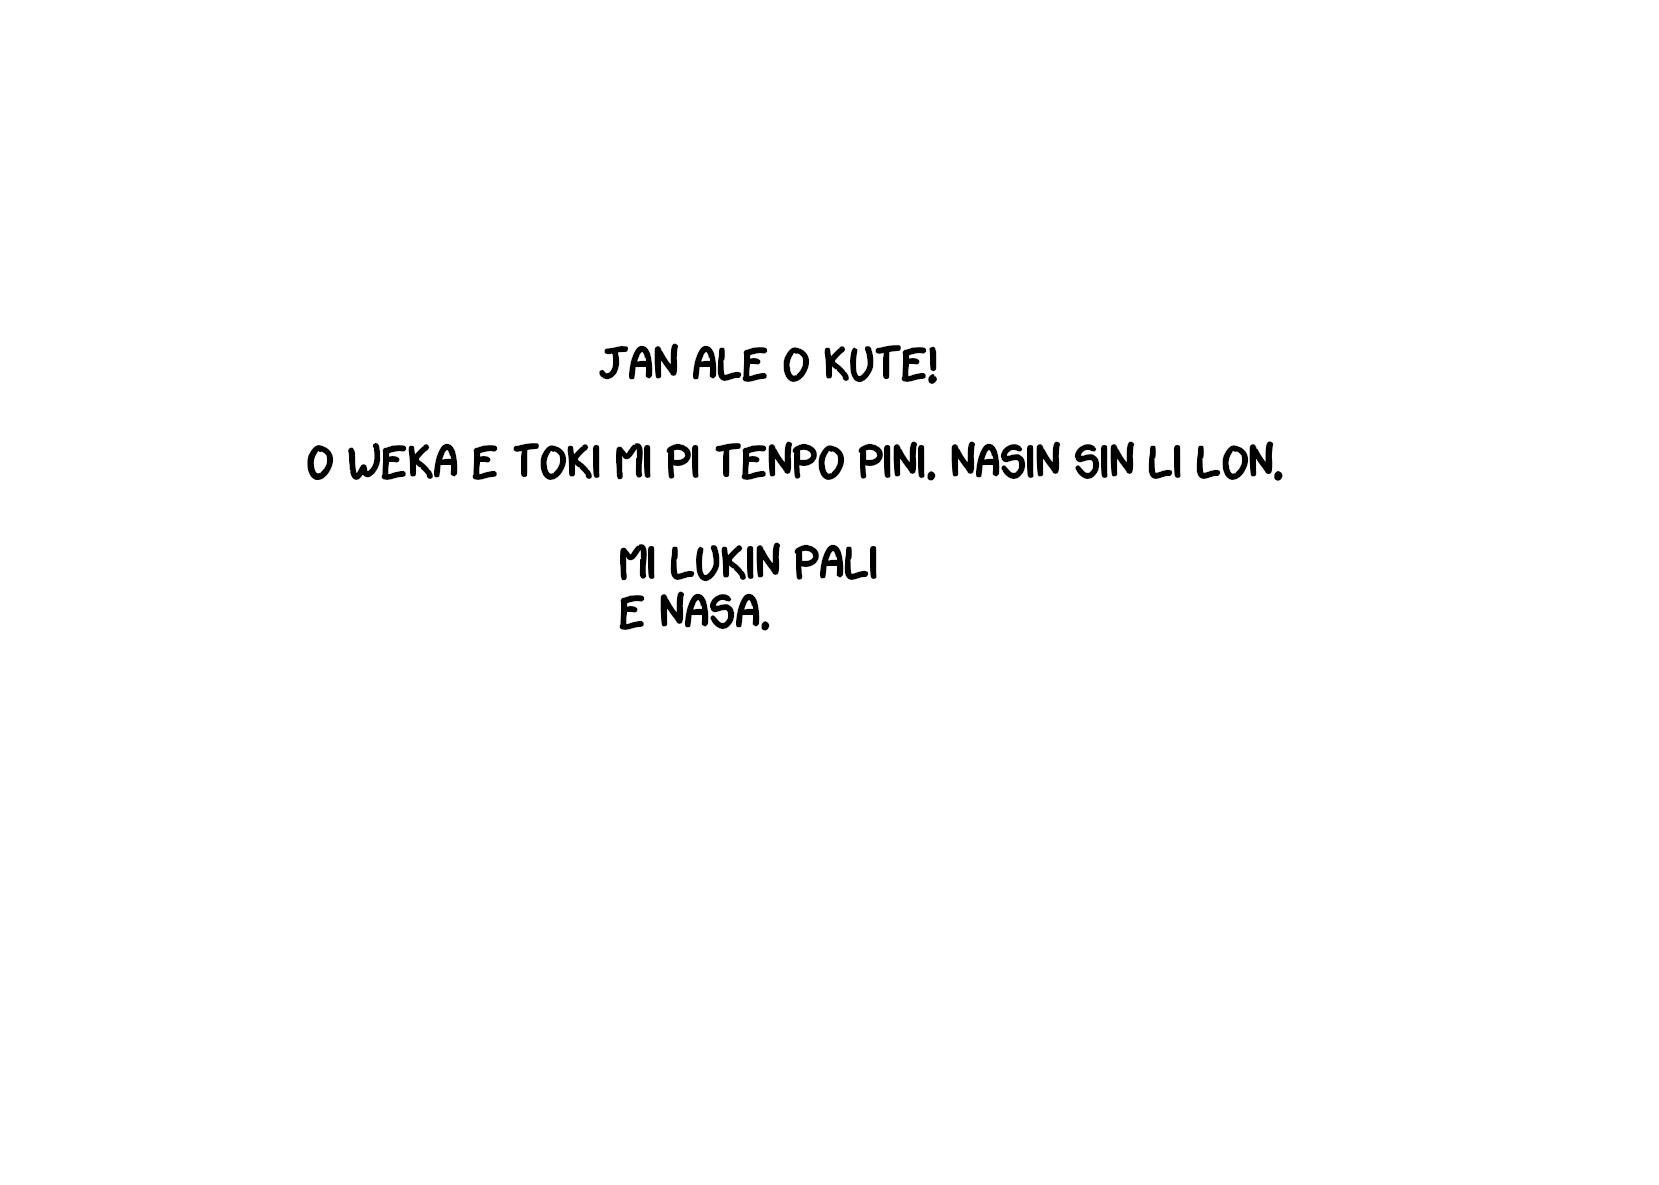 JAN ALE O KUTE!
O WEKA E TOKI MI PI TENPO PINI. NASIN SIN LI LON.
MI LUKIN PALI
E NASA.